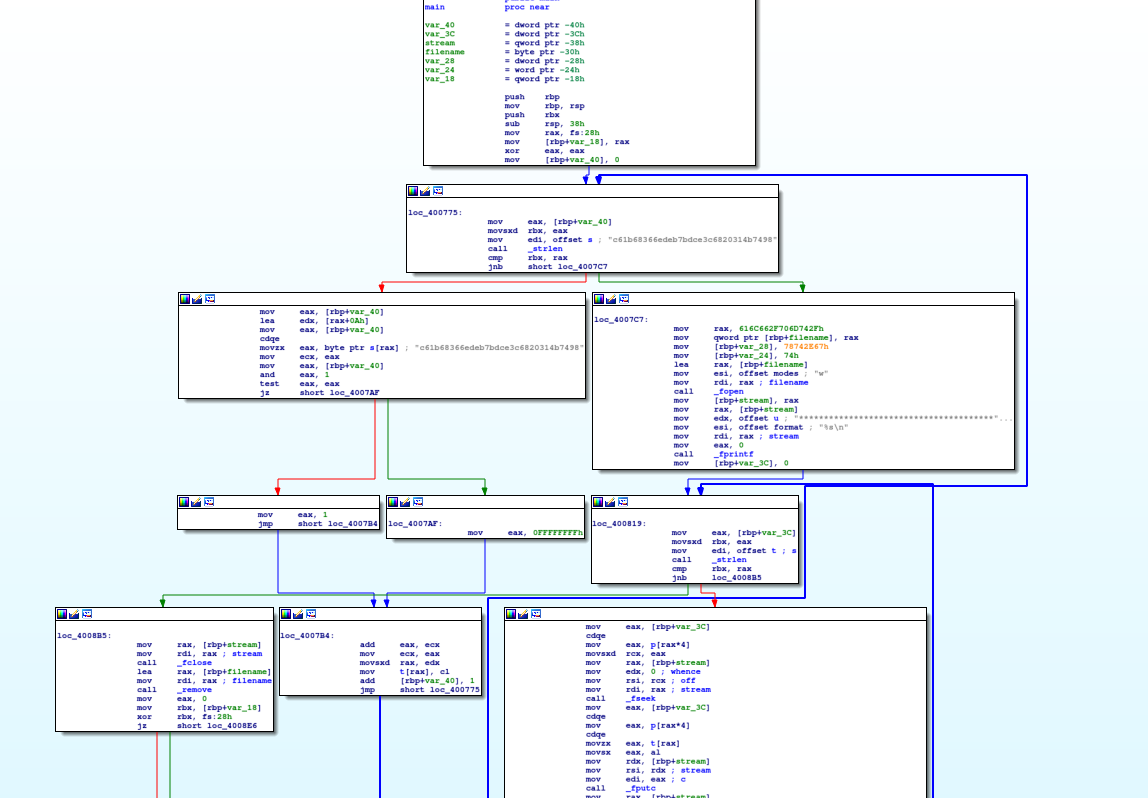 main proc near
var_40 = dword ptr -40h
var_3C = dword ptr -3Ch
stream = qword ptr -38h
filename = byte ptr -30h
var_28 = dword ptr -28h
var_24 = word ptr -24h
var_18 = qword ptr -18h
push rbp
mov rbp, rsp
push rbx
sub rsp, 38h
mov rax, fs:28h
mov [rbp+var_18], rax
xor eax, eax
mov [rbp+var_40], 0
loc_400775:
mov eax, [rbp+var_40]
movsxd rbx, eax
mov edi, offset s ; "c61b68366edeb7bdce3c6820314b7498"
call _strlen
cmp rbx, rax
jnb short loc_4007C7
mov eax, [rbp+var_40]
lea edx, [rax+0Ah]
mov eax, [rbp+var_40]
cdqe
movzx eax, byte ptr s[rax] ; "c61b68366edeb7bdce3c6820314b7498"
mov ecx, eax
mov eax, [rbp+var_40]
and eax, 1
test eax, eax
jz short loc_4007AF
loc_4007C7:
mov rax, 616C662F706D742Fh
mov qword ptr [rbp+filename], rax
mov [rbp+var_28], 78742E67h
mov [rbp+var_24], 74h
lea rax, [rbp+filename]
mov esi, offset modes ; "w"
mov rdi, rax ; filename
call _fopen
mov [rbp+stream], rax
mov rax, [rbp+stream]
mov edx, offset u ; "****************************************"...
mov esi, offset format ; "%s\n"
mov rdi, rax ; stream
mov eax, 0
call _fprintf
mov [rbp+var_3C], 0
mov eax, 1
jmp short loc_4007B4
loc_4007AF:
mov eax, 0FFFFFFFFh
loc_400819:
mov eax, [rbp+var_3C]
movsxd rbx, eax
mov edi, offset t ; s
call _strlen
cmp rbx, rax
jnb loc_4008B5
loc_4008B5:
mov rax, [rbp+stream]
mov rdi, rax ; stream
call _fclose
lea rax, [rbp+filename]
mov rdi, rax ; filename
call _remove
mov eax, 0
mov rbx, [rbp+var_18]
xor rbx, fs:28h
jz short loc_4008E6
loc_4007B4:
add eax, ecx
mov ecx, eax
movsxd rax, edx
mov t[rax], cl
add [rbp+var_40], 1
jmp short loc_400775
mov eax, [rbp+var_3C]
cdqe
mov eax, p[rax*4]
movsxd rcx, eax
mov rax, [rbp+stream]
mov edx, 0 ; whence
mov rsi, rcx ; off
mov rdi, rax ; stream
call _fseek
mov eax, [rbp+var_3C]
cdqe
mov eax, p[rax*4]
cdqe
movzx eax, t[rax]
movsx eax, al
mov rdx, [rbp+stream]
mov rsi, rdx ; stream
mov edi, eax ; c
call _fputc
mov rax, [rbp+stream]